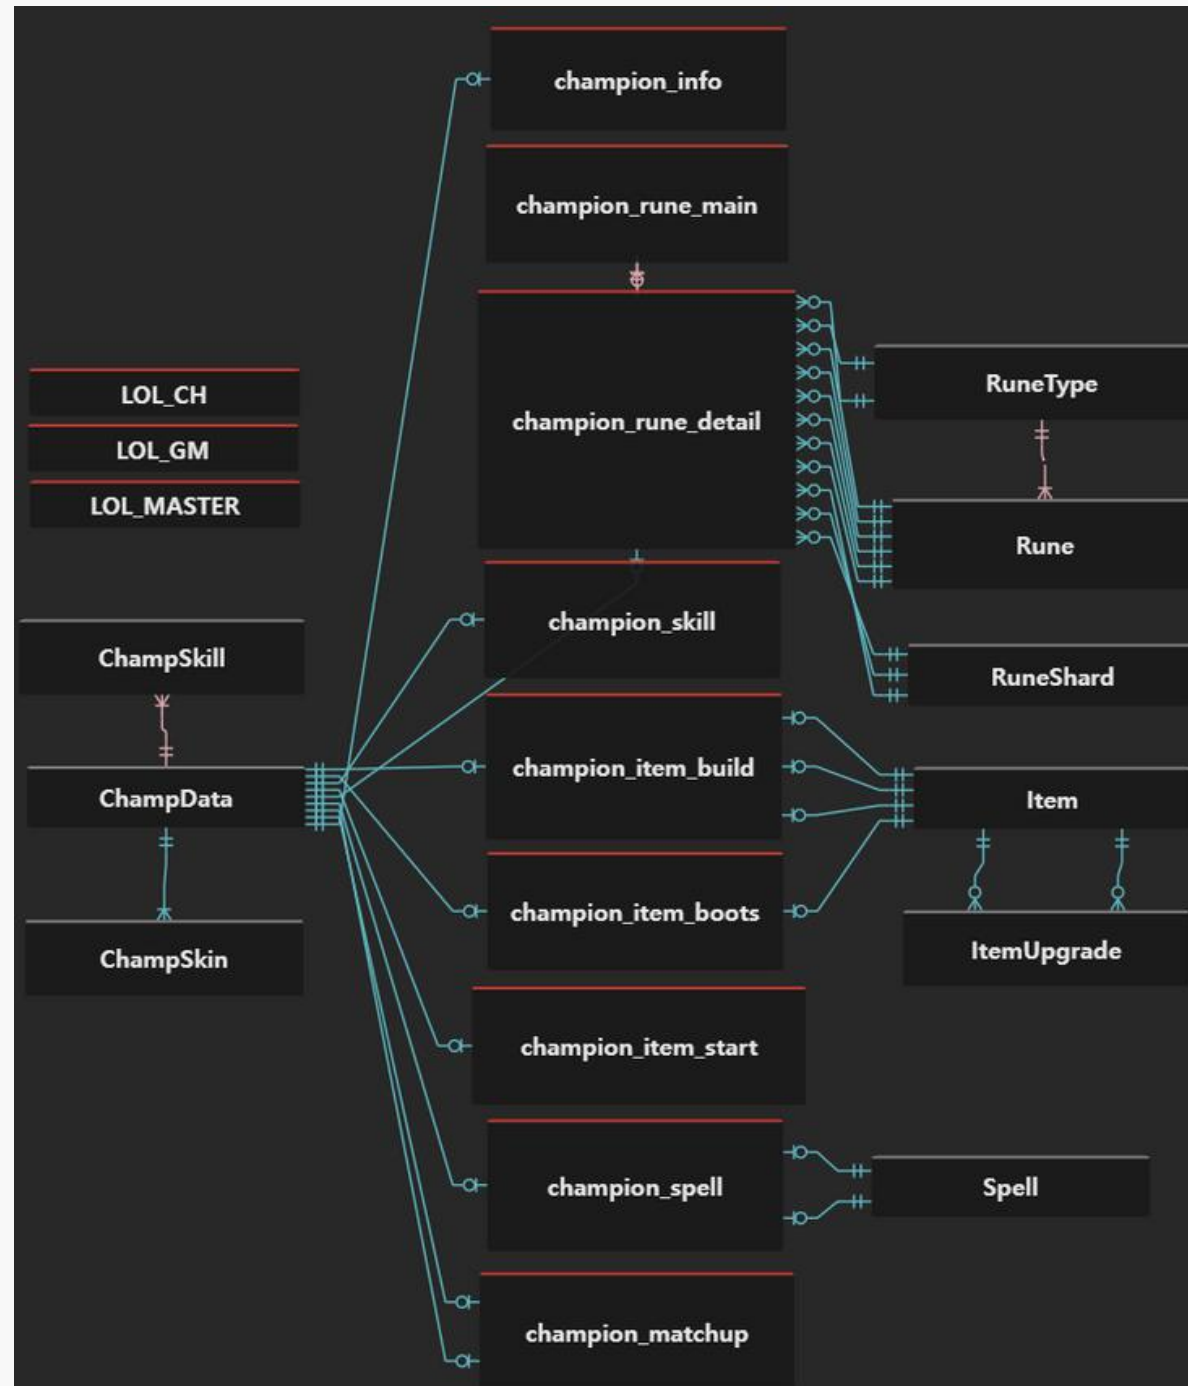 champion_info
champion_rune_main
champion_rune_detail
RuneType
LOL_CH
LOL_GM
LOL_MASTER
Rune
champion_skill
ChampSkill
RuneShard
champion_item_build
ChampData
Item
champion_item_boots
ChampSkin
ItemUpgrade
champion_item_start
champion_spell
Spell
champion_matchup